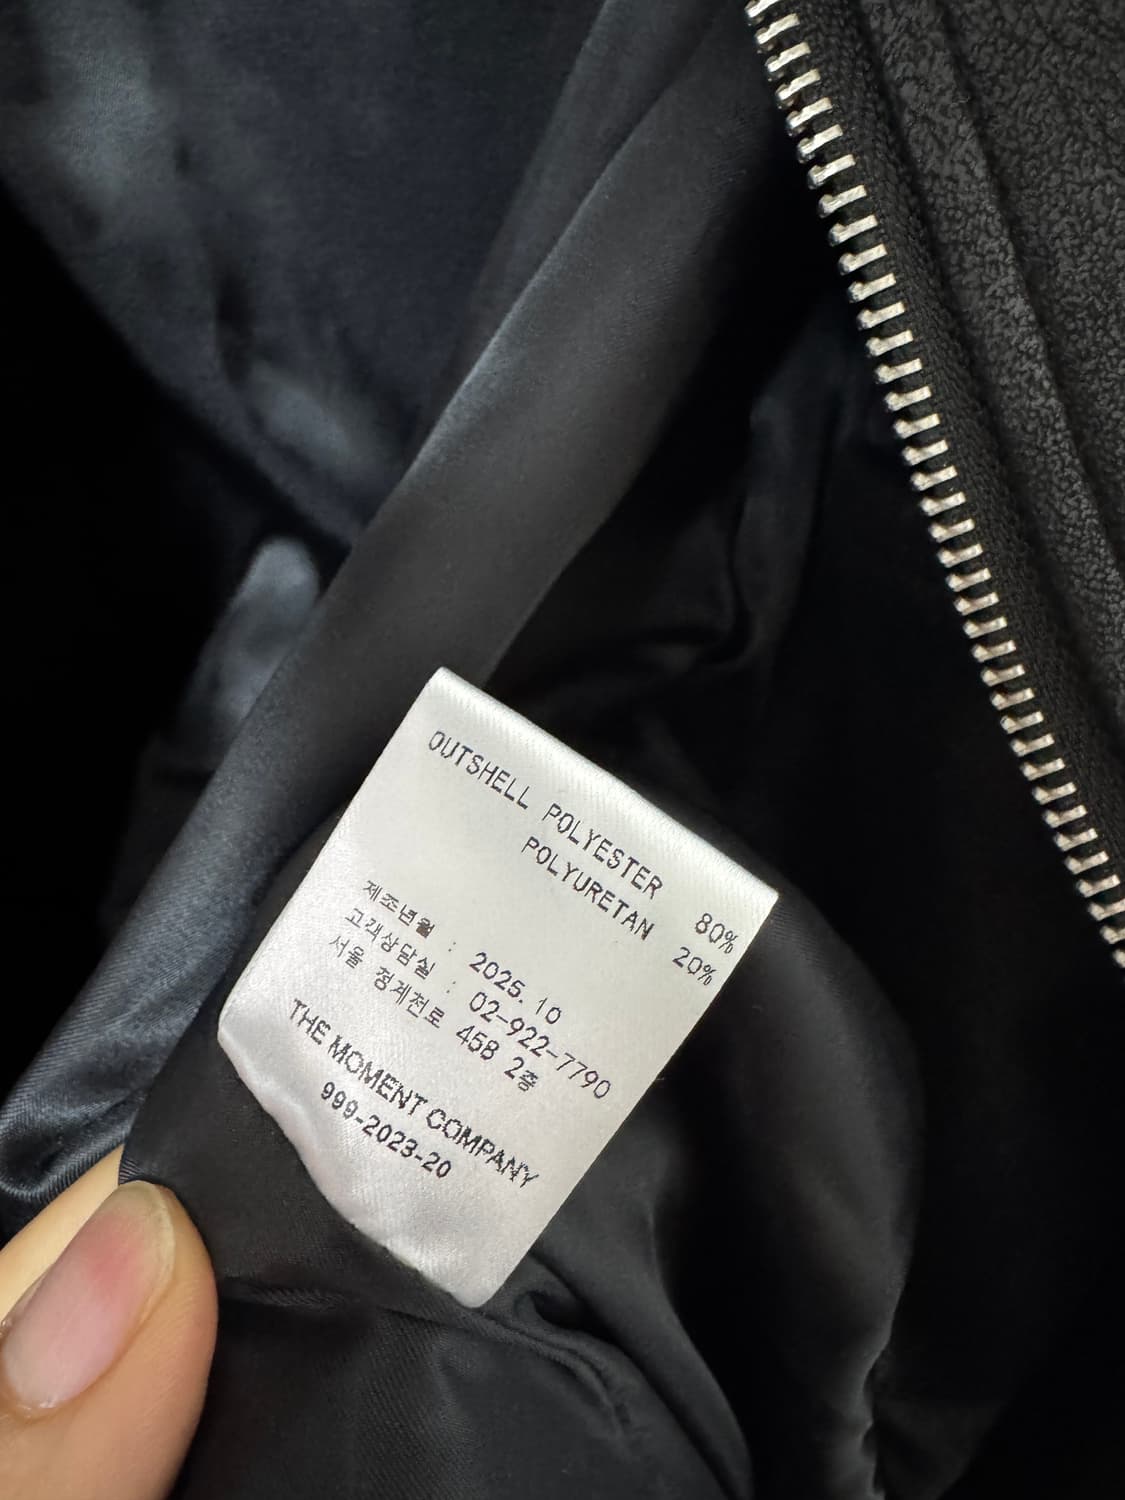 OUTSHELL POLYESTER 80%
POLYURETAN 20%
제조년월 : 2025.10
고객상담실 : 02-922-7790
서울 청계천로 458 2층
THE MOMENT COMPANY
999-2023-20